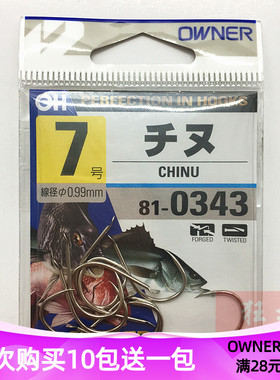 OWNER
OH PERFECTION IN HOOKS
7号
チヌ
CHINU
線径Φ0.99mm
81-0343
FORGED
TWISTED
次购买10包送一包
OWNER
满28元